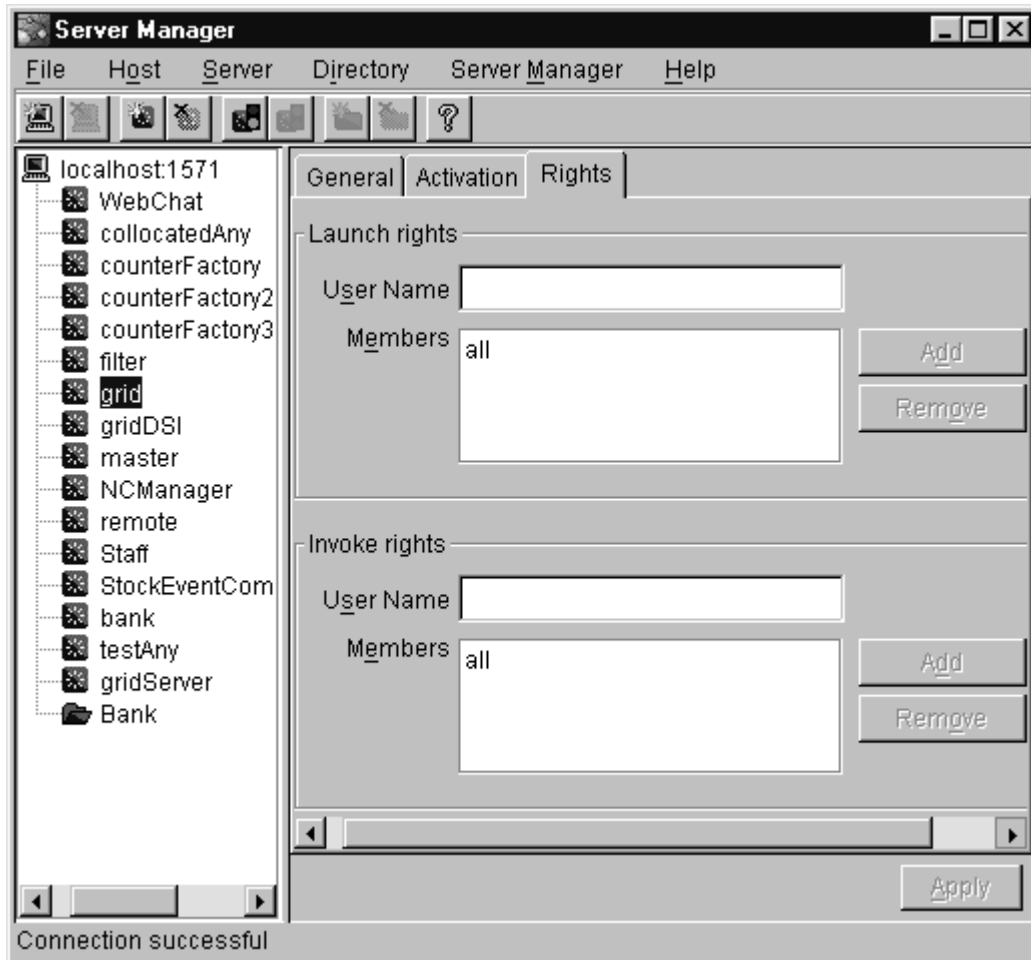 Server Manager
File Host Server Directory Server Manager Help
localhost:1571
WebChat
collocatedAny
counterFactory
counterFactory2
counterFactory3
filter
grid
gridDSI
master
NCManager
remote
Staff
StockEventCom
bank
testAny
gridServer
Bank
General Activation Rights
Launch rights
User Name
Members
all
Add
Remove
Invoke rights
User Name
Members
all
Add
Remove
Apply
Connection successful